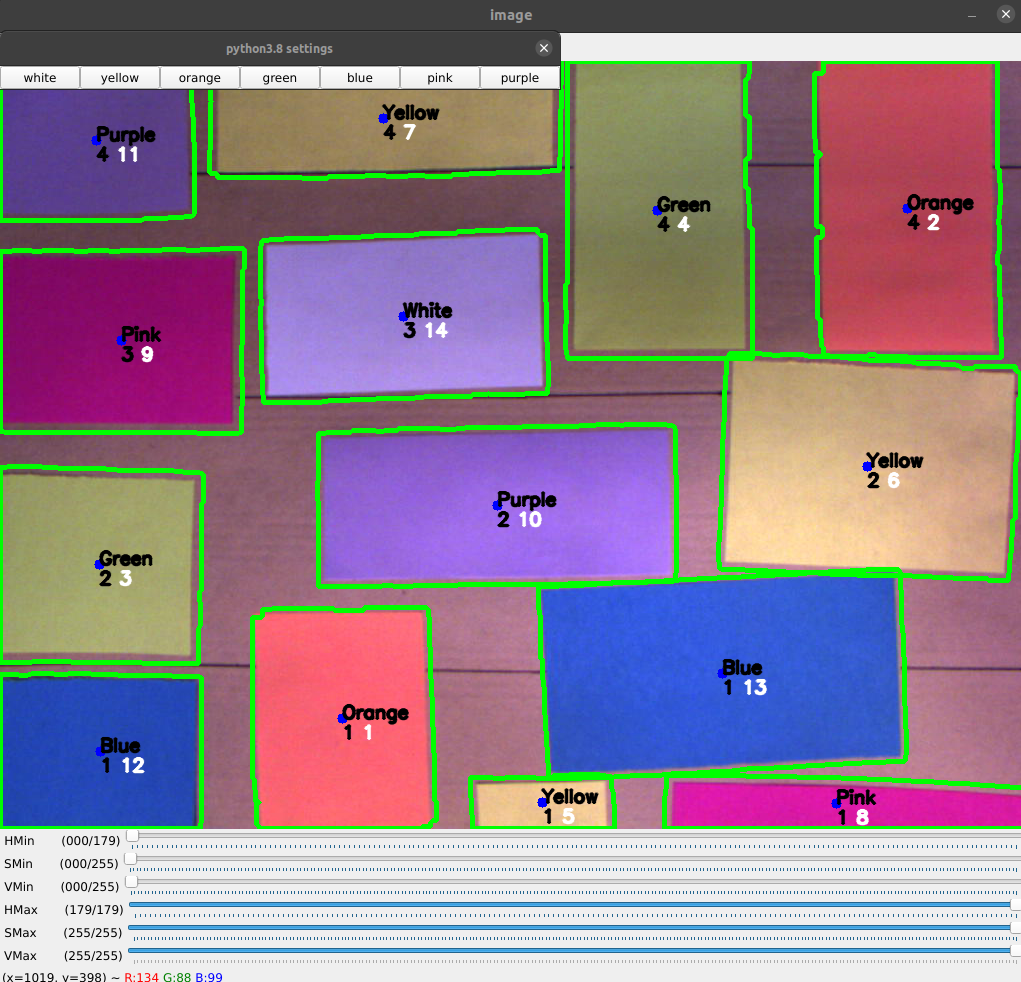 image
python3.8 settings
white yellow orange green blue pink purple
Yellow
4 7
Purple
4 11
Green
4 4
Orange
4 2
White
3 14
Pink
3 9
Yellow
2 6
Purple
2 10
Green
2 3
Blue
1 13
Orange
1 1
Blue
1 12
Yellow
1 5
Pink
1 8
HMin (000/179)
SMin (000/255)
VMin (000/255)
HMax (179/179)
SMax (255/255)
VMax (255/255)
(x=1019, y=398) ~ R:134 G:88 B:99